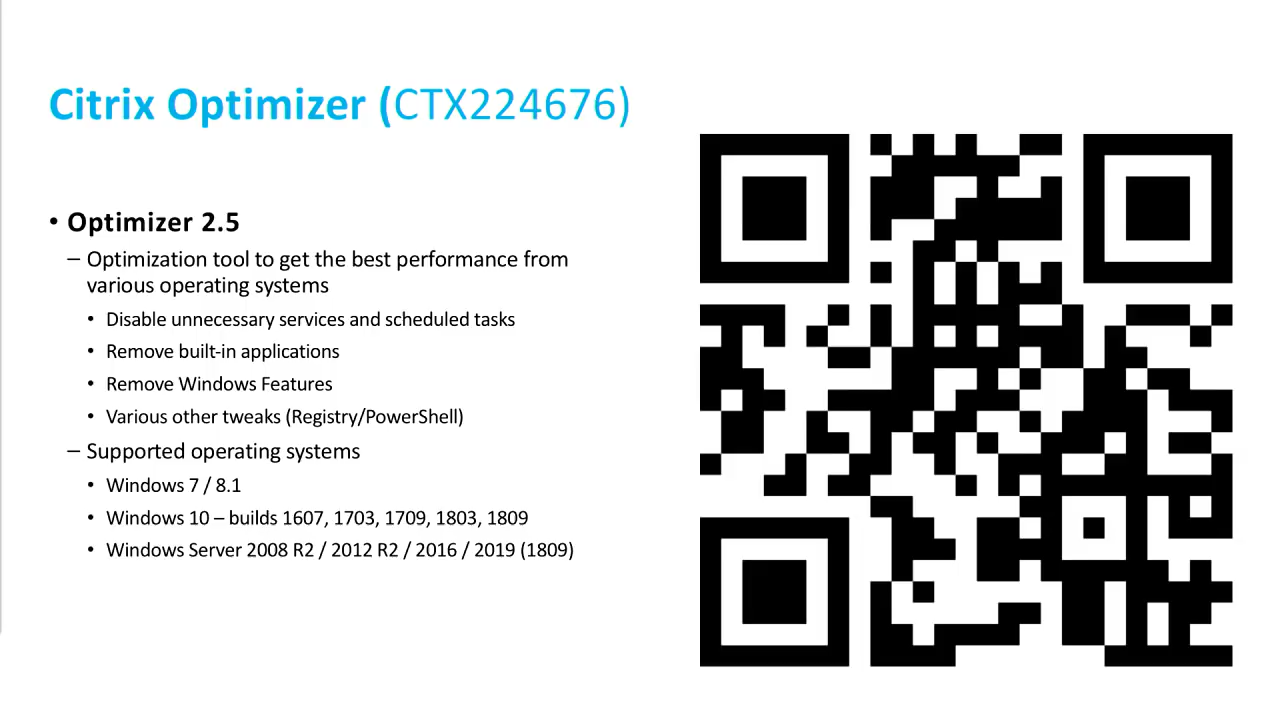 Citrix Optimizer (CTX224676)
• Optimizer 2.5
– Optimization tool to get the best performance from
various operating systems
• Disable unnecessary services and scheduled tasks
• Remove built-in applications
• Remove Windows Features
• Various other tweaks (Registry/PowerShell)
– Supported operating systems
• Windows 7 / 8.1
• Windows 10 – builds 1607, 1703, 1709, 1803, 1809
• Windows Server 2008 R2 / 2012 R2 / 2016 / 2019 (1809)